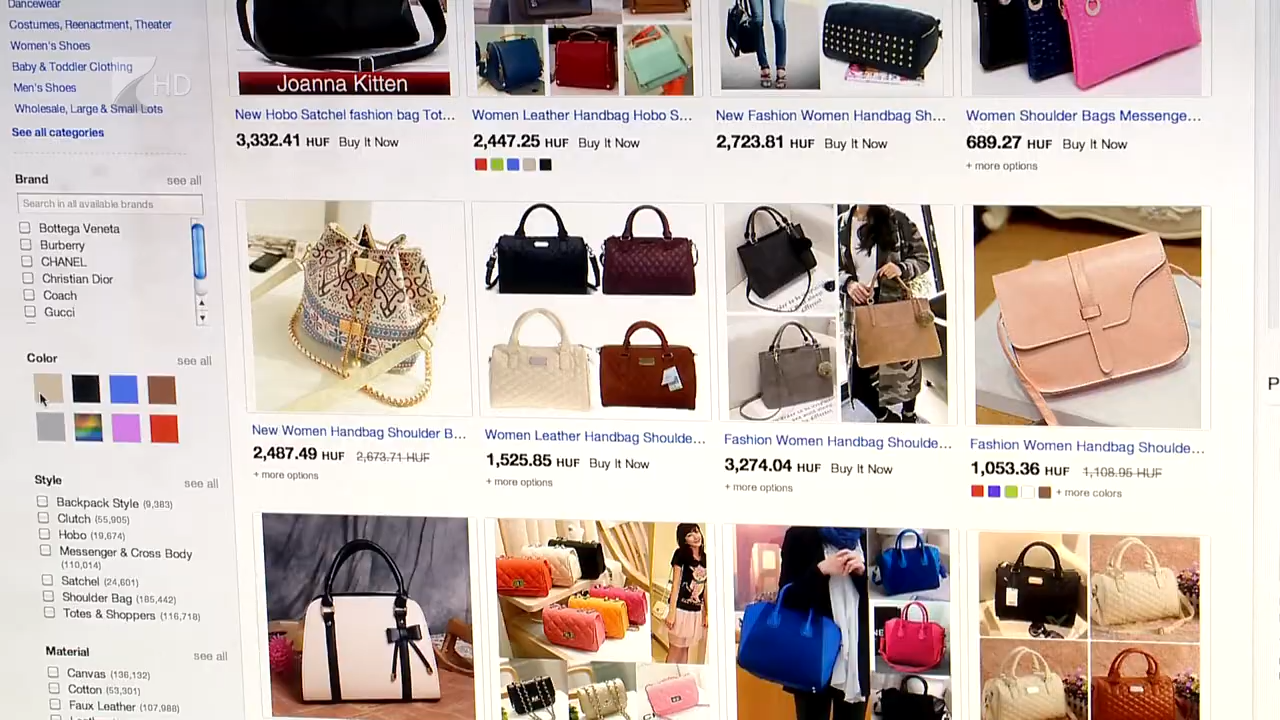 Dancewear
Costumes, Reenactment, Theater
Women's Shoes
Baby & Toddler Clothing
Men's Shoes
Wholesale, Large & Small Lots
See all categories
7 HD
Brand see all
Search in all available brands
Bottega Veneta
Burberry
CHANEL
Christian Dior
Coach
Gucci
Color see all
Style see all
Backpack Style (9,383)
Clutch (55,905)
Hobo (19,674)
Messenger & Cross Body
(110,014)
Satchel (24,601)
Shoulder Bag (185,442)
Totes & Shoppers (116,718)
Material see all
Canvas (136,132)
Cotton (53,301)
Faux Leather (107,988)
Joanna Kitten
New Hobo Satchel fashion bag Tot...
3,332.41 HUF Buy It Now
Women Leather Handbag Hobo S...
2,447.25 HUF Buy It Now
New Fashion Women Handbag Sh...
2,723.81 HUF Buy It Now
Women Shoulder Bags Messenge...
689.27 HUF Buy It Now
+ more options
New Women Handbag Shoulder B...
2,487.49 HUF 2,673.71 HUF
+ more options
Women Leather Handbag Shoulde...
1,525.85 HUF Buy It Now
+ more options
Fashion Women Handbag Shoulde...
3,274.04 HUF Buy It Now
+ more options
Fashion Women Handbag Shoulde...
1,053.36 HUF 1,108.95 HUF
+ more colors
P